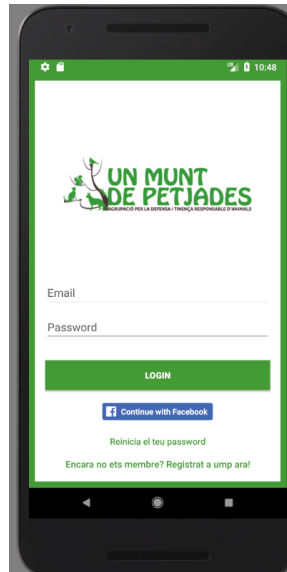 10:48
UN MUNT
DE PETJADES
AGRUPACIÓ PER LA DEFENSA I TINENÇA RESPONSABLE D'ANIMALS
Email
Password
LOGIN
f Continue with Facebook
Reinicia el teu password
Encara no ets membre? Registrat a ump ara!